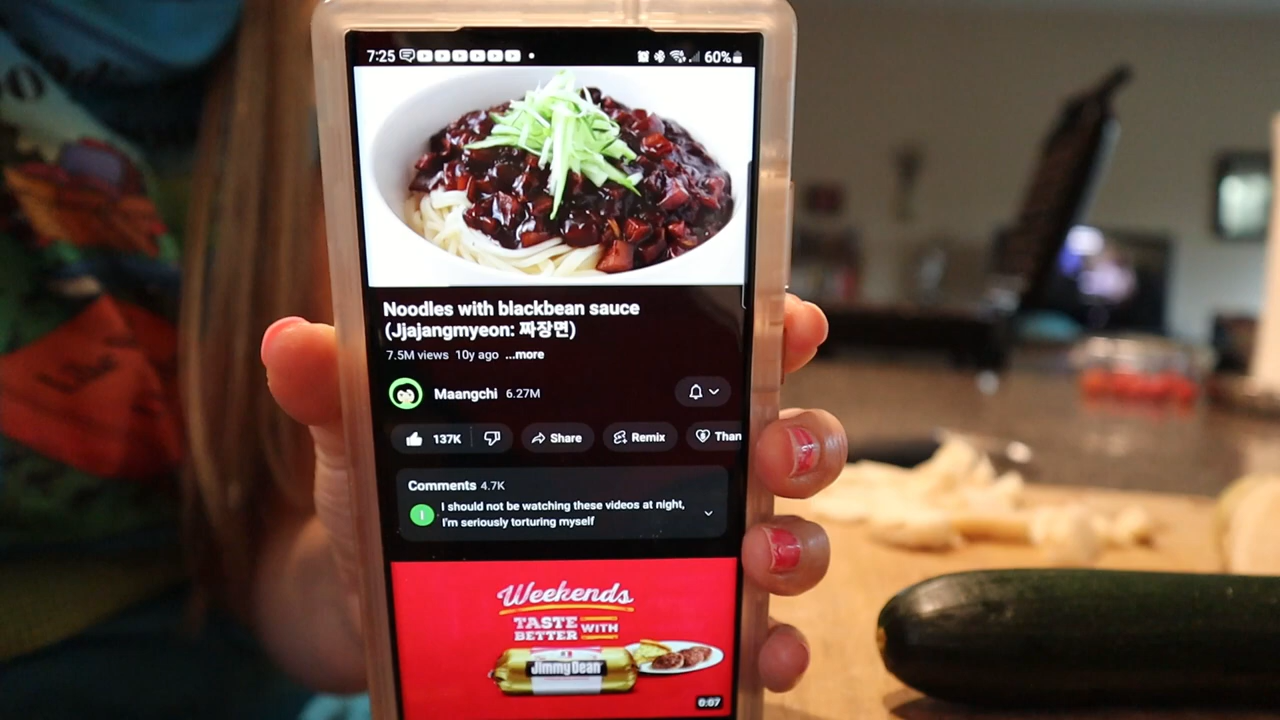 7:25
60%
Noodles with blackbean sauce
(Jjajangmyeon: 짜장면)
7.5M views 10y ago ...more
Maangchi 6.27M
137K
Share
Remix
Than
Comments 4.7K
I
I should not be watching these videos at night,
I'm seriously torturing myself
Weekends
TASTE
BETTER WITH
Jimmy Dean
0:07